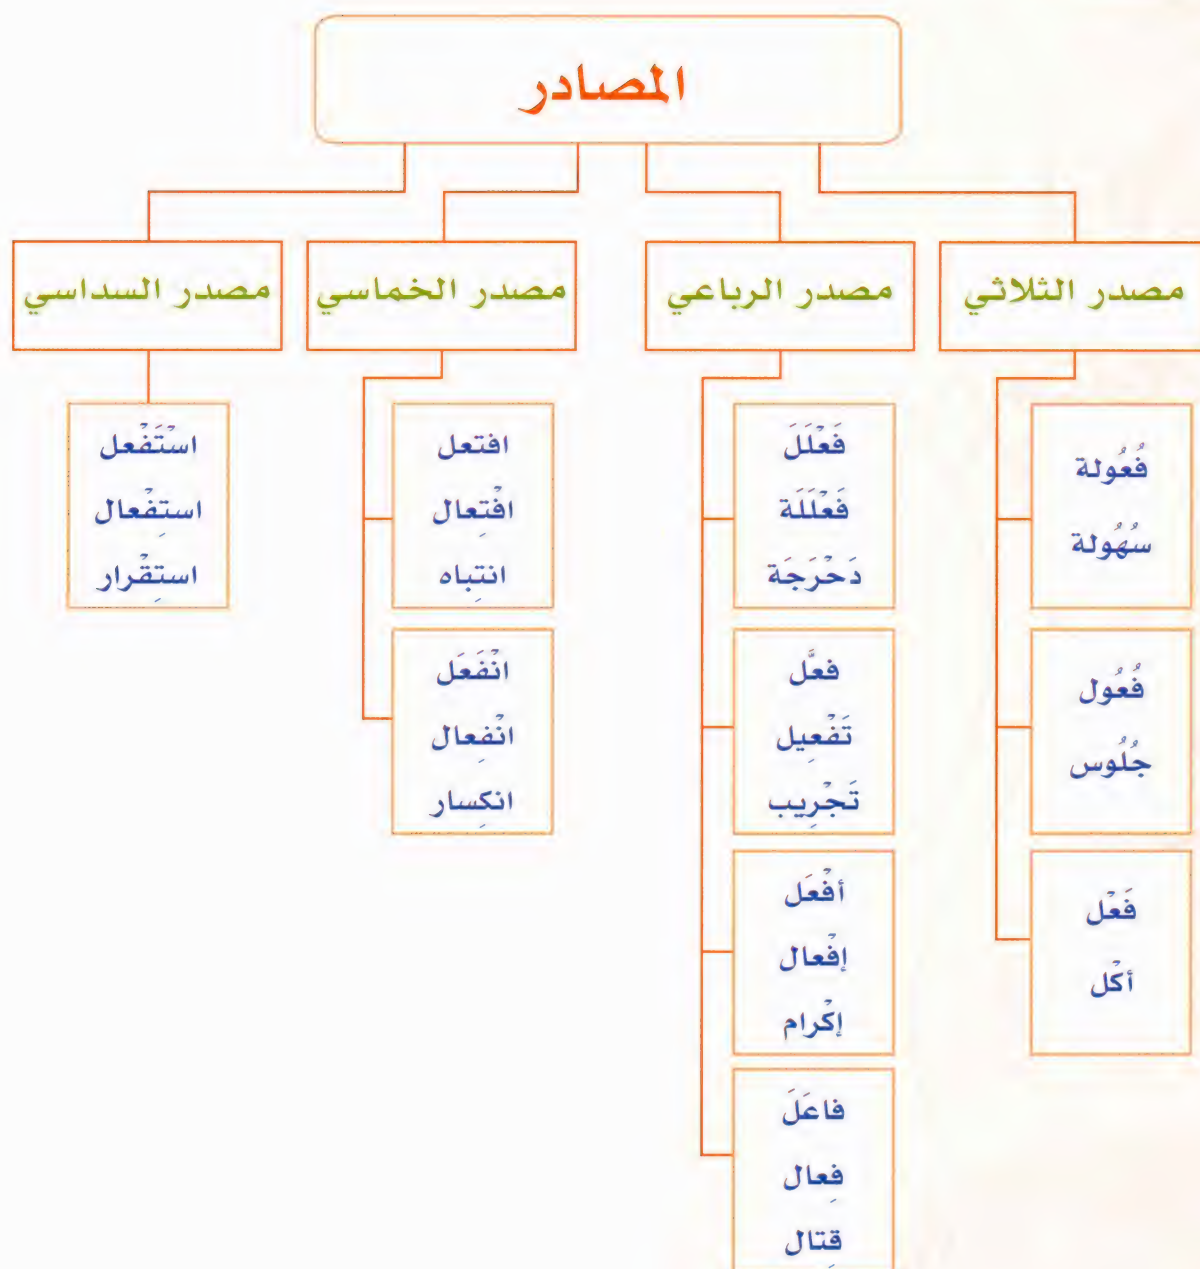 المصادر
مصدر الثلاثي
فُعُولة
سُهُولة
فُعُول
جُلُوس
فَعْل
أكْل
مصدر الرباعي
فَعْلَلَ
فَعْلَلَة
دَحْرَجَة
فعَّل
تَفْعِيل
تَجْرِيب
أفْعَل
إفْعال
إكْرام
فاعَلَ
فِعال
قِتال
مصدر الخماسي
افتعل
افْتِعال
انتِباه
انْفَعَل
انْفِعال
انكِسار
مصدر السداسي
اسْتَفْعل
استِفْعال
استِقْرار